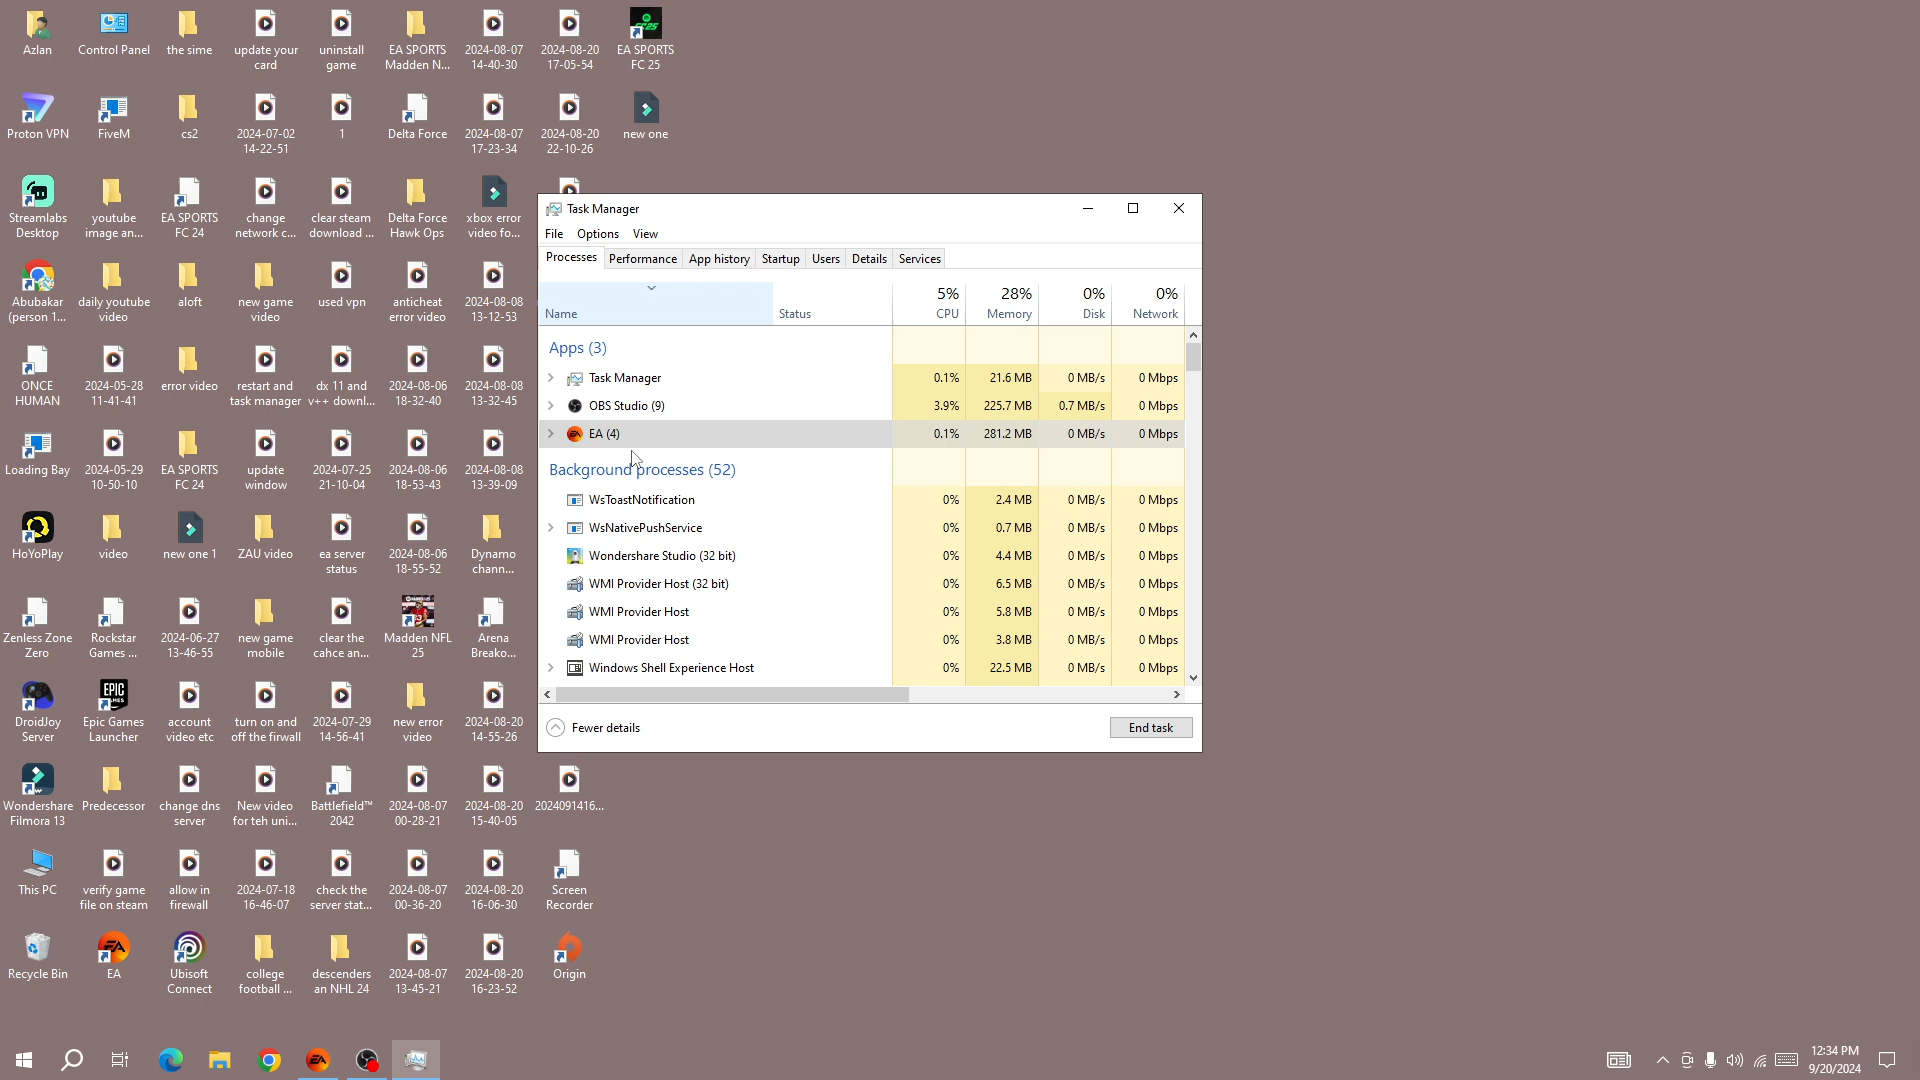 Azlan
Control Panel
the sime
update your
card
uninstall
game
EA SPORTS
Madden N...
2024-08-07
14-40-30
2024-08-20
17-05-54
EA SPORTS
FC 25
Proton VPN
FiveM
cs2
2024-07-02
14-22-51
1
Delta Force
2024-08-07
17-23-34
2024-08-20
22-10-26
new one
Streamlabs
Desktop
youtube
image an...
EA SPORTS
FC 24
change
network c...
clear steam
download ...
Delta Force
Hawk Ops
xbox error
video fo...
Abubakar
(person 1...
daily youtube
video
aloft
new game
video
used vpn
anticheat
error video
2024-08-08
13-12-53
ONCE
HUMAN
2024-05-28
11-41-41
error video
restart and
task manager
dx 11 and
v++ downl...
2024-08-06
18-32-40
2024-08-08
13-32-45
Loading Bay
2024-05-29
10-50-10
EA SPORTS
FC 24
update
window
2024-07-25
21-10-04
2024-08-06
18-53-43
2024-08-08
13-39-09
HoYoPlay
video
new one 1
ZAU video
ea server
status
2024-08-06
18-55-52
Dynamo
chann...
Zenless Zone
Zero
Rockstar
Games ...
2024-06-27
13-46-55
new game
mobile
clear the
cahce an...
Madden NFL
25
Arena
Breako...
DroidJoy
Server
EPIC
GAMES
Epic Games
Launcher
account
video etc
turn on and
off the firwall
2024-07-29
14-56-41
new error
video
2024-08-20
14-55-26
Wondershare
Filmora 13
Predecessor
change dns
server
New video
for teh uni...
Battlefield™
2042
2024-08-07
00-28-21
2024-08-20
15-40-05
2024091416...
This PC
verify game
file on steam
allow in
firewall
2024-07-18
16-46-07
check the
server stat...
2024-08-07
00-36-20
2024-08-20
16-06-30
Screen
Recorder
Recycle Bin
EA
Ubisoft
Connect
college
football ...
descenders
an NHL 24
2024-08-07
13-45-21
2024-08-20
16-23-52
Origin
Task Manager
File Options View
Processes Performance App history Startup Users Details Services
5% 28% 0% 0%
Name Status CPU Memory Disk Network
Apps (3)
Task Manager 0.1% 21.6 MB 0 MB/s 0 Mbps
OBS Studio (9) 3.9% 225.7 MB 0.7 MB/s 0 Mbps
EA (4) 0.1% 281.2 MB 0 MB/s 0 Mbps
Background processes (52)
WsToastNotification 0% 2.4 MB 0 MB/s 0 Mbps
WsNativePushService 0% 0.7 MB 0 MB/s 0 Mbps
Wondershare Studio (32 bit) 0% 4.4 MB 0 MB/s 0 Mbps
WMI Provider Host (32 bit) 0% 6.5 MB 0 MB/s 0 Mbps
WMI Provider Host 0% 5.8 MB 0 MB/s 0 Mbps
WMI Provider Host 0% 3.8 MB 0 MB/s 0 Mbps
Windows Shell Experience Host 0% 22.5 MB 0 MB/s 0 Mbps
Fewer details
End task
12:34 PM
9/20/2024